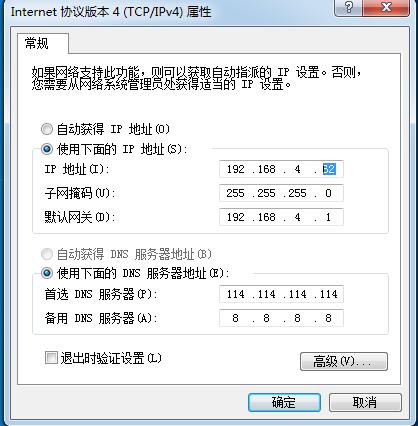 Internet 协议版本 4 (TCP/IPv4) 属性
常规
如果网络支持此功能，则可以获取自动指派的 IP 设置。否则，
您需要从网络系统管理员处获得适当的 IP 设置。
自动获得 IP 地址(O)
使用下面的 IP 地址(S):
IP 地址(I): 192 .168 . 4 . 62
子网掩码(U): 255 .255 .255 . 0
默认网关(D): 192 .168 . 4 . 1
自动获得 DNS 服务器地址(B)
使用下面的 DNS 服务器地址(E):
首选 DNS 服务器(P): 114 .114 .114 .114
备用 DNS 服务器(A): 8 . 8 . 8 . 8
退出时验证设置(L)
高级(V)...
确定 取消